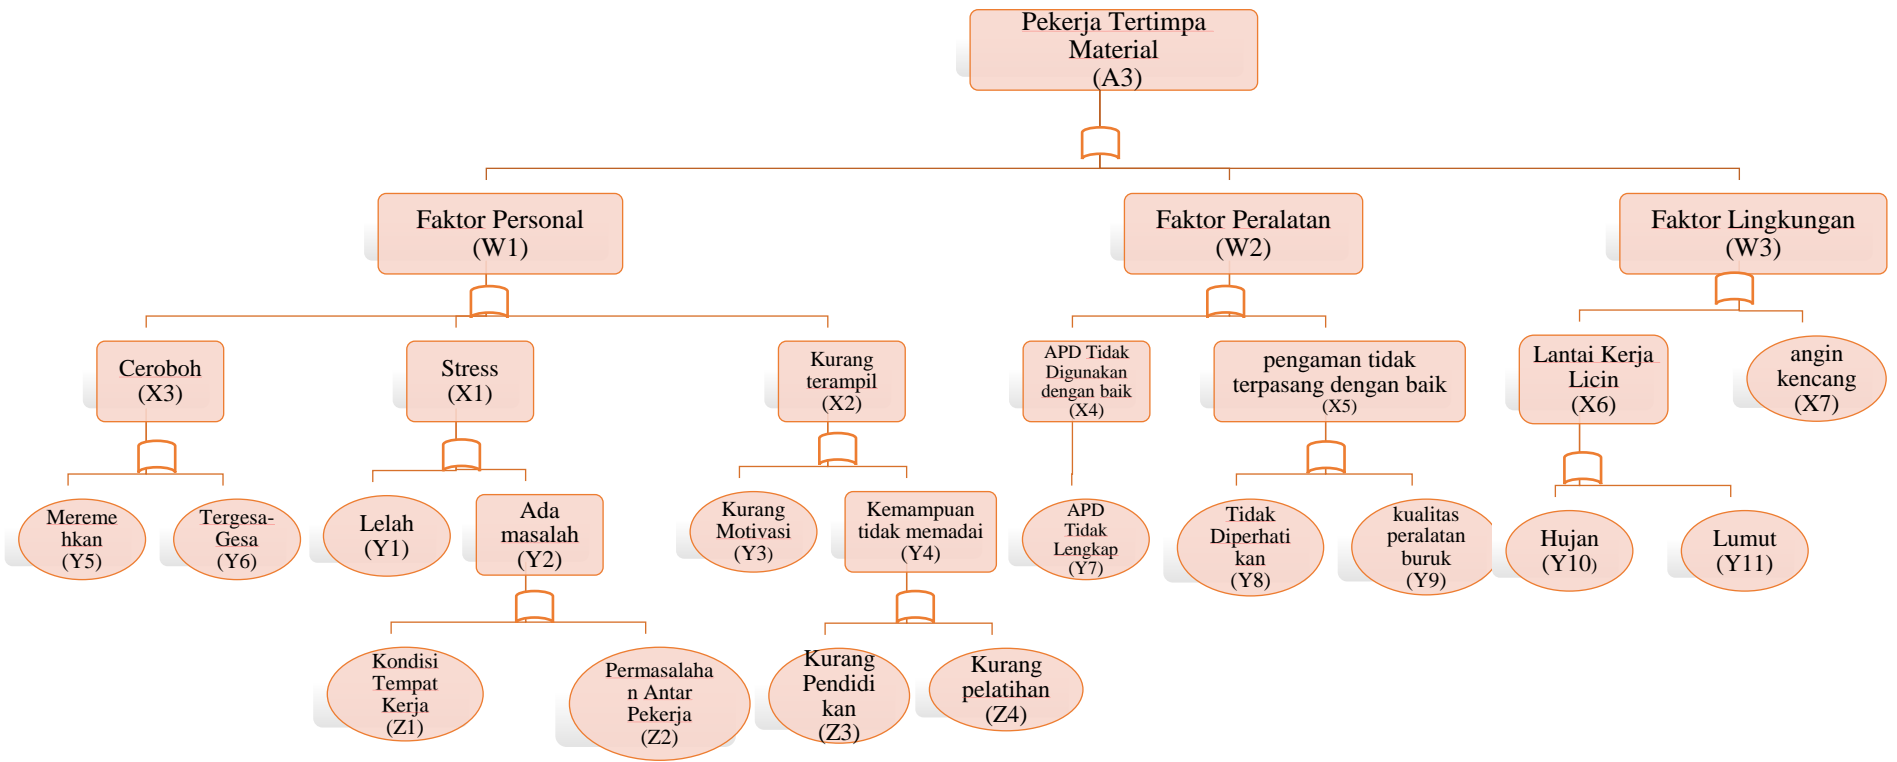 Pekerja Tertimpa
Material
(A3)
Faktor Personal
(W1)
Faktor Peralatan
(W2)
Faktor Lingkungan
(W3)
Ceroboh
(X3)
Stress
(X1)
Kurang
terampil
(X2)
APD Tidak
Digunakan
dengan baik
(X4)
pengaman tidak
terpasang dengan baik
(X5)
Lantai Kerja
Licin
(X6)
angin
kencang
(X7)
Mereme
hkan
(Y5)
Tergesa-
Gesa
(Y6)
Lelah
(Y1)
Ada
masalah
(Y2)
Kurang
Motivasi
(Y3)
Kemampuan
tidak memadai
(Y4)
APD
Tidak
Lengkap
(Y7)
Tidak
Diperhati
kan
(Y8)
kualitas
peralatan
buruk
(Y9)
Hujan
(Y10)
Lumut
(Y11)
Kondisi
Tempat
Kerja
(Z1)
Permasalaha
n Antar
Pekerja
(Z2)
Kurang
Pendidi
kan
(Z3)
Kurang
pelatihan
(Z4)